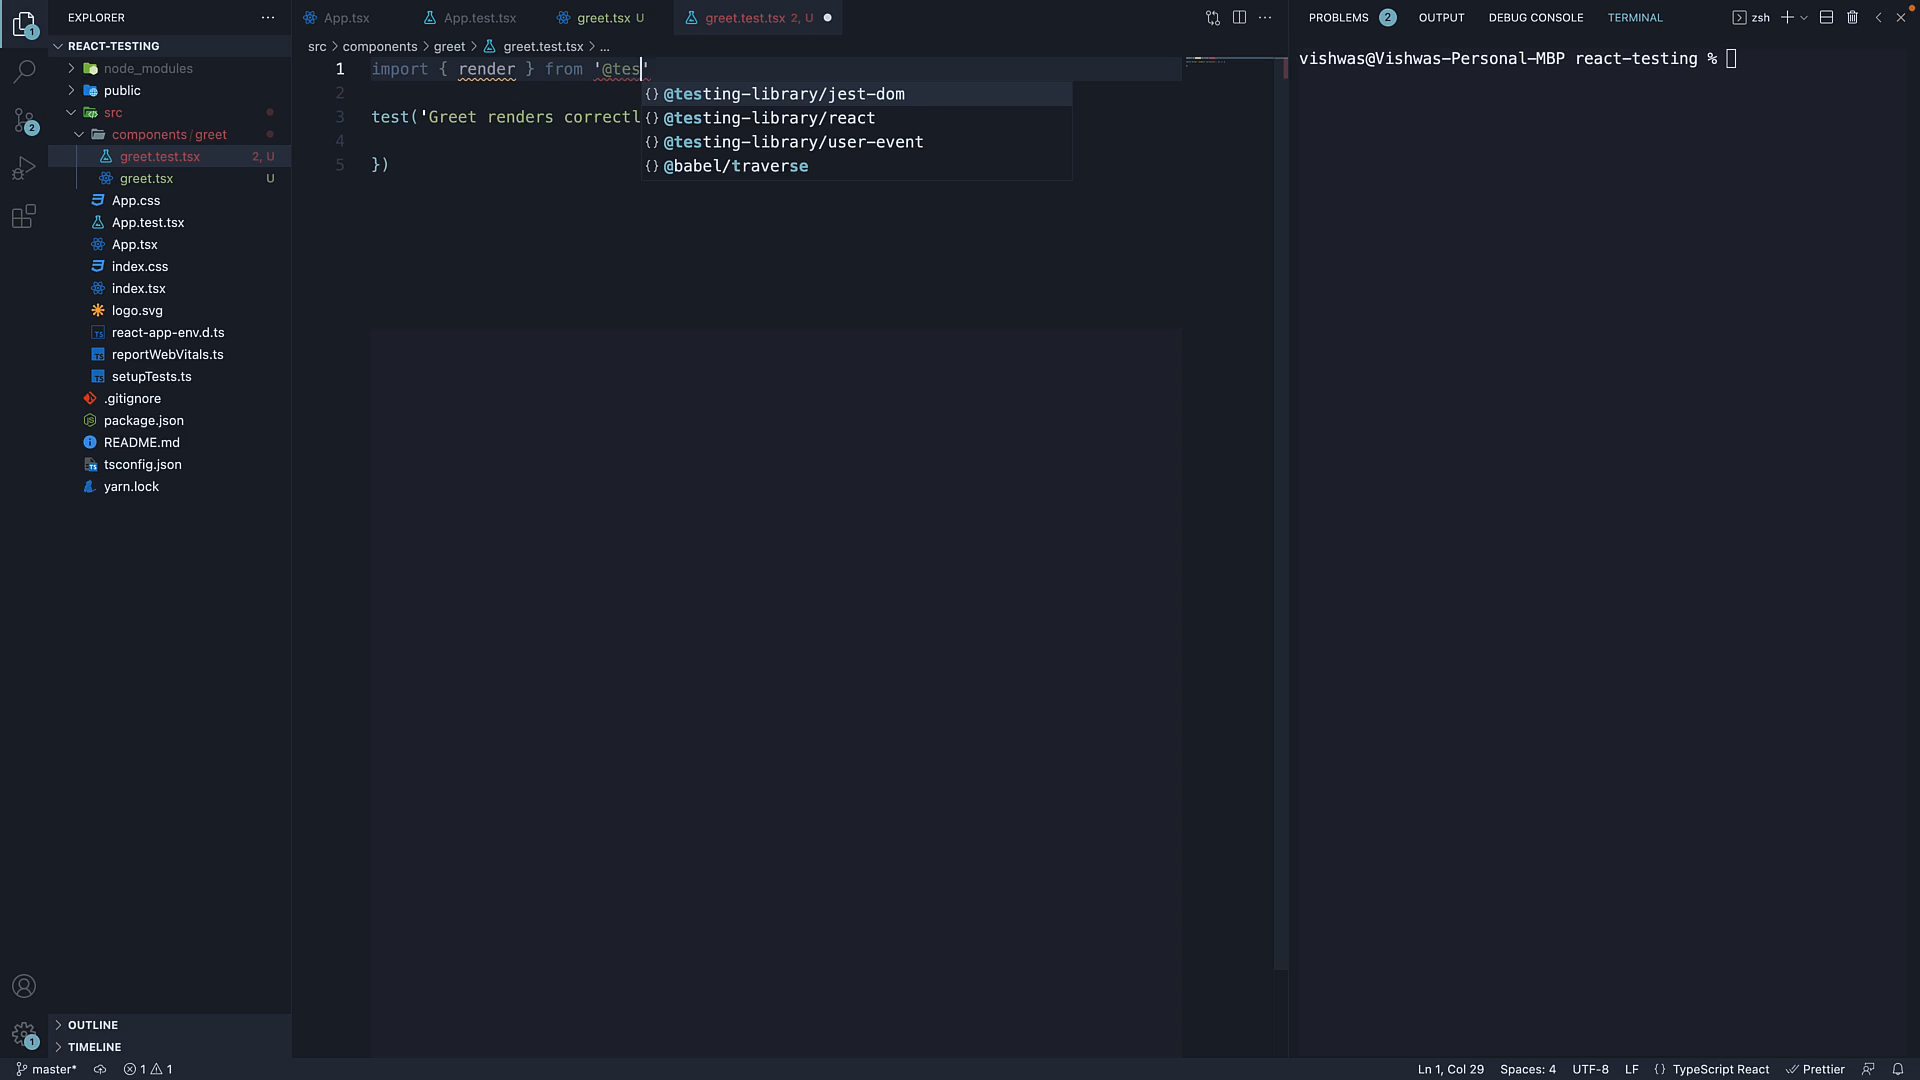 EXPLORER
REACT-TESTING
node_modules
public
src
components / greet
greet.test.tsx 2, U
greet.tsx U
App.css
App.test.tsx
App.tsx
index.css
index.tsx
logo.svg
react-app-env.d.ts
reportWebVitals.ts
setupTests.ts
.gitignore
package.json
README.md
tsconfig.json
yarn.lock
OUTLINE
TIMELINE
1
2
1
App.tsx
App.test.tsx
greet.tsx U
greet.test.tsx 2, U
src > components > greet > greet.test.tsx > ...
1 import { render } from '@tes'
2
3 test('Greet renders correctl
4
5 })
{} @testing-library/jest-dom
{} @testing-library/react
{} @testing-library/user-event
{} @babel/traverse
PROBLEMS 2 OUTPUT DEBUG CONSOLE TERMINAL
zsh
vishwas@Vishwas-Personal-MBP react-testing %
master* 1 1
Ln 1, Col 29 Spaces: 4 UTF-8 LF {} TypeScript React Prettier